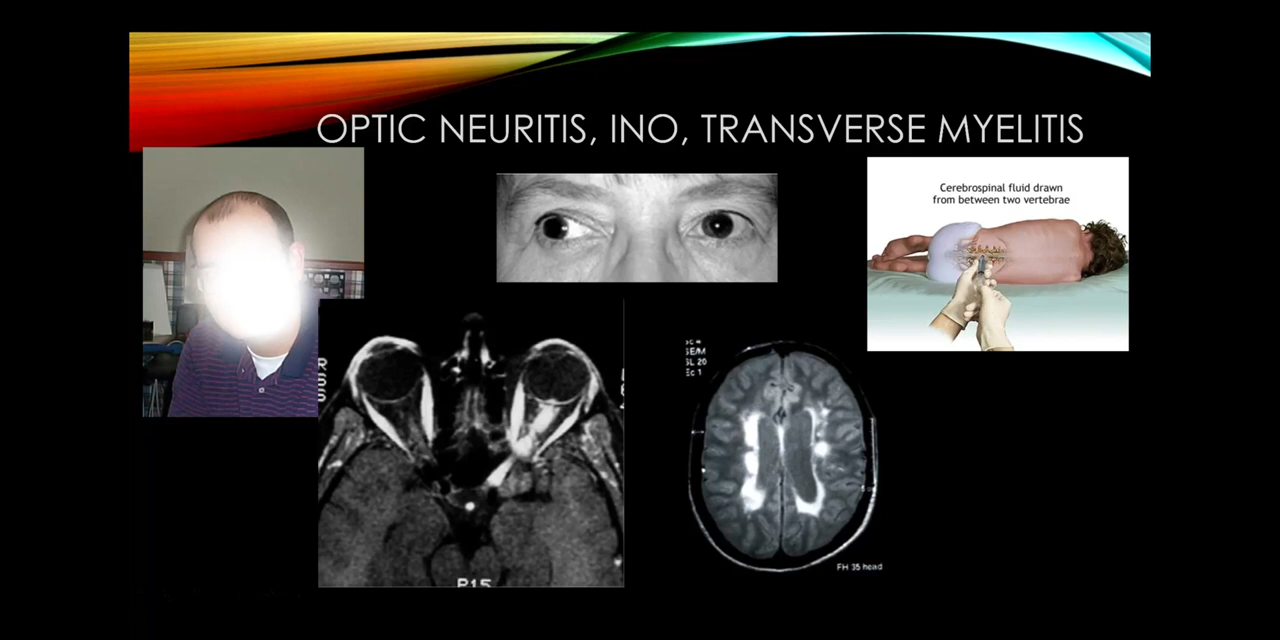 OPTIC NEURITIS, INO, TRANSVERSE MYELITIS
Cerebrospinal fluid drawn
from between two vertebrae
SE/M
SL 20
Ec 1
FH 35 head